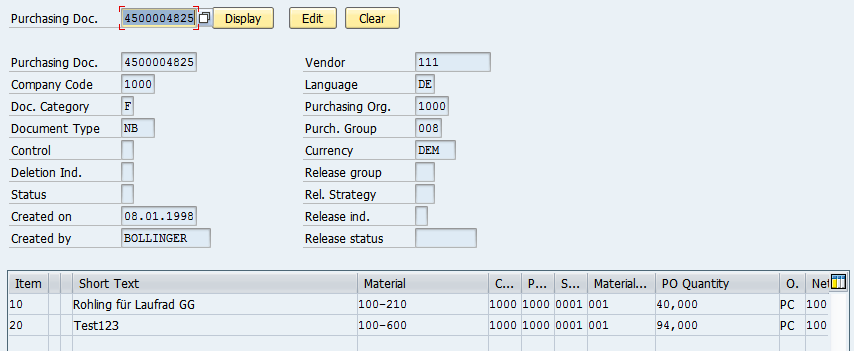 Purchasing Doc. 4500004825 Display Edit Clear
Purchasing Doc. 4500004825 Vendor 111
Company Code 1000 Language DE
Doc. Category F Purchasing Org. 1000
Document Type NB Purch. Group 008
Control Currency DEM
Deletion Ind. Release group
Status Rel. Strategy
Created on 08.01.1998 Release ind.
Created by BOLLINGER Release status
Item Short Text Material C... P... S... Material... PO Quantity O. Net
10 Rohling für Laufrad GG 100-210 1000 1000 0001 001 40,000 PC 100
20 Test123 100-600 1000 1000 0001 001 94,000 PC 100